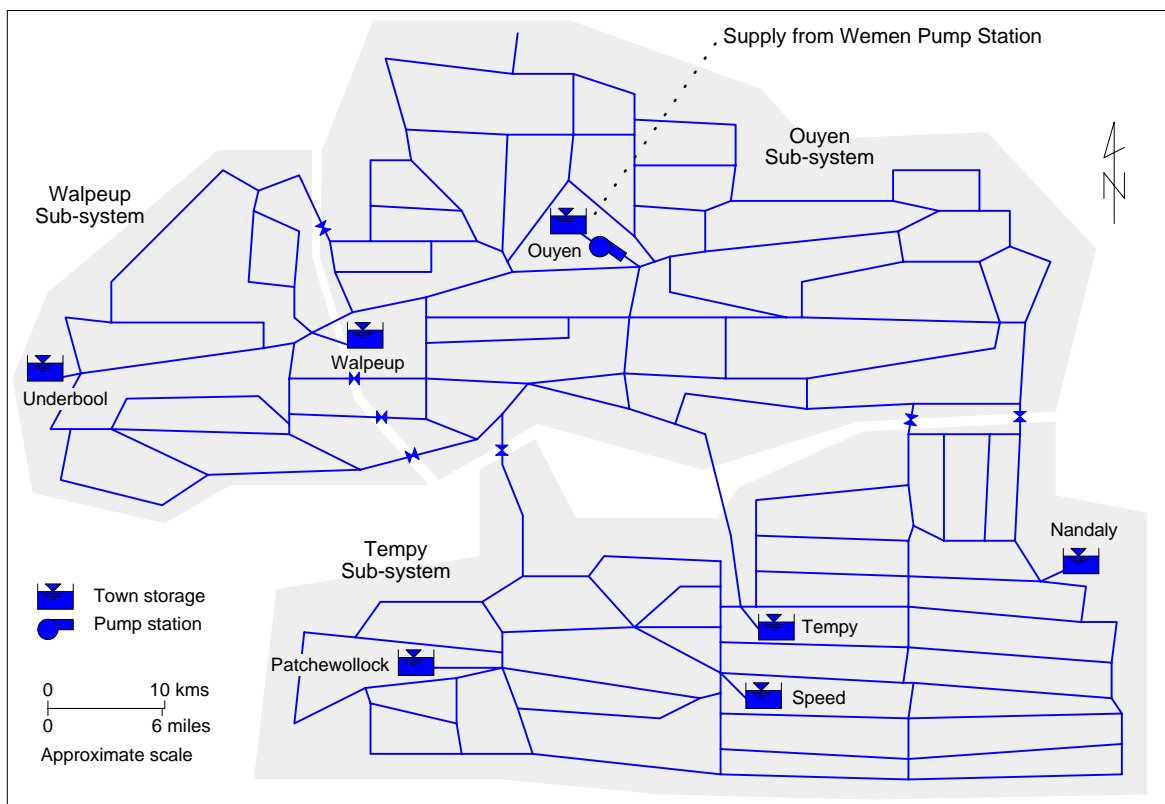 Supply from Wemen Pump Station
Ouyen
Sub-system
Walpeup
Sub-system
Ouyen
Walpeup
Underbool
Nandaly
Tempy
Sub-system
Town storage
Pump station
Tempy
Patchewollock
Speed
0
10 kms
0
6 miles
Approximate scale
N